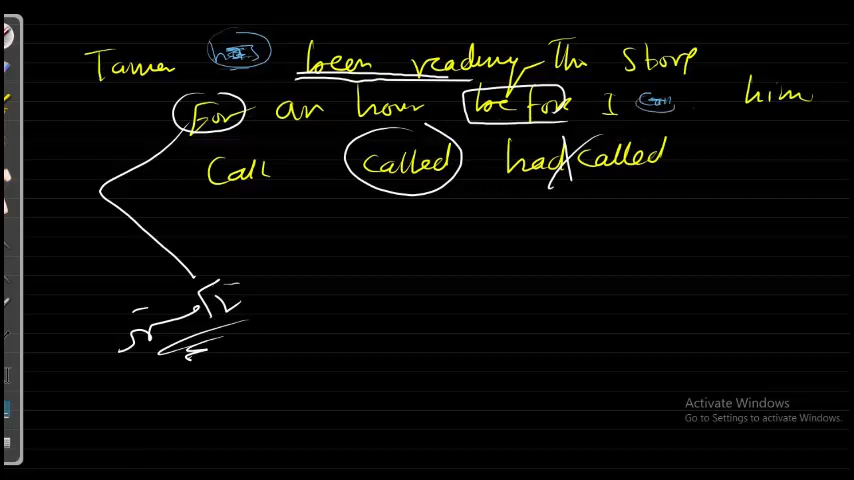 Tamer has been reading The story
For an hour before I him
Call called had called
Activate Windows
Go to Settings to activate Windows.